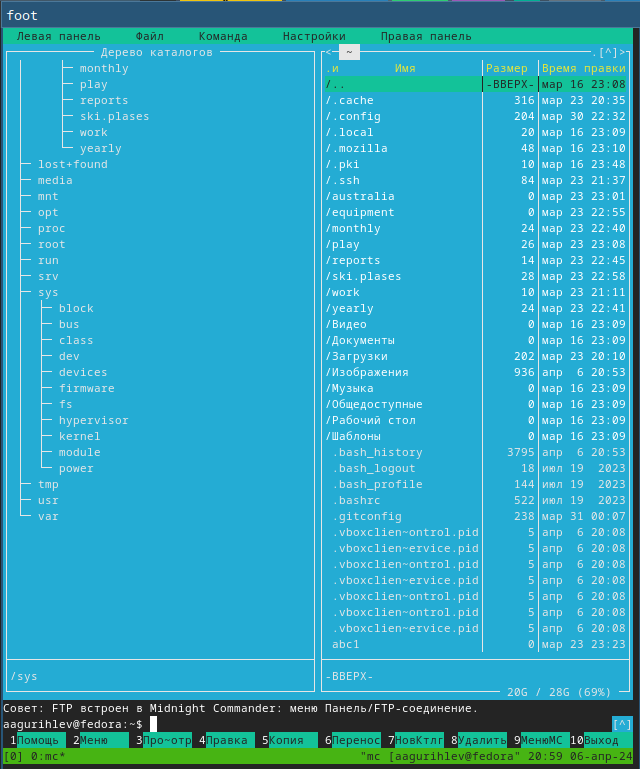 foot
Левая панель Файл Команда Настройки Правая панель
Дерево каталогов
monthly
play
reports
ski.plases
work
yearly
lost+found
media
mnt
opt
proc
root
run
srv
sys
block
bus
class
dev
devices
firmware
fs
hypervisor
kernel
module
power
tmp
usr
var
/sys
<─ ~ .[^]>
.и Имя Размер Время правки
/.. -ВВЕРХ- мар 16 23:08
/.cache 316 мар 23 20:35
/.config 204 мар 30 22:32
/.local 20 мар 16 23:09
/.mozilla 48 мар 16 23:10
/.pki 10 мар 16 23:48
/.ssh 84 мар 23 21:37
/australia 0 мар 23 23:01
/equipment 0 мар 23 22:55
/monthly 24 мар 23 22:40
/play 26 мар 23 23:08
/reports 14 мар 23 22:45
/ski.plases 28 мар 23 22:58
/work 10 мар 23 21:11
/yearly 24 мар 23 22:41
/Видео 0 мар 16 23:09
/Документы 0 мар 16 23:09
/Загрузки 202 мар 23 20:10
/Изображения 936 апр 6 20:53
/Музыка 0 мар 16 23:09
/Общедоступные 0 мар 16 23:09
/Рабочий стол 0 мар 16 23:09
/Шаблоны 0 мар 16 23:09
.bash_history 3795 апр 6 20:53
.bash_logout 18 июл 19 2023
.bash_profile 144 июл 19 2023
.bashrc 522 июл 19 2023
.gitconfig 238 мар 31 00:07
.vboxclien~ontrol.pid 5 апр 6 20:08
.vboxclien~ervice.pid 5 апр 6 20:08
.vboxclien~ontrol.pid 5 апр 6 20:08
.vboxclien~ervice.pid 5 апр 6 20:08
.vboxclien~ontrol.pid 5 апр 6 20:08
.vboxclien~ontrol.pid 5 апр 6 20:08
.vboxclien~ervice.pid 5 апр 6 20:08
abc1 0 мар 23 23:23
-ВВЕРХ-
20G / 28G (69%)
Совет: FTP встроен в Midnight Commander: меню Панель/FTP-соединение.
aagurihlev@fedora:~$ [^]
1Помощь 2Меню 3Про~отр 4Правка 5Копия 6Перенос 7НовКтлг 8Удалить 9МенюМС 10Выход
[0] 0:mc* "mc [aagurihlev@fedora" 20:59 06-апр-24